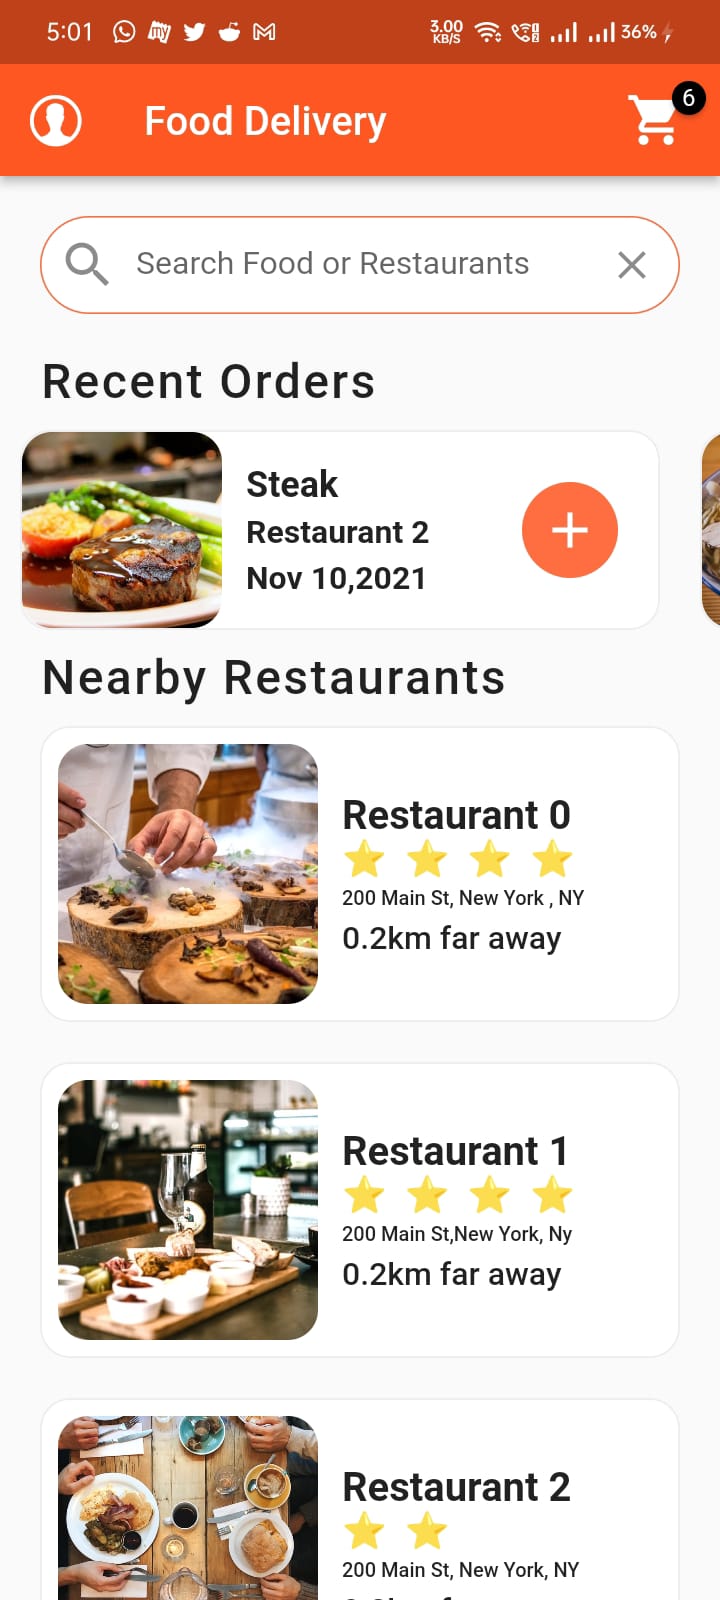 5:01
3.00
KB/S
36%
Food Delivery
6
Search Food or Restaurants
Recent Orders
Steak
Restaurant 2
Nov 10,2021
Nearby Restaurants
Restaurant 0
200 Main St, New York , NY
0.2km far away
Restaurant 1
200 Main St,New York, Ny
0.2km far away
Restaurant 2
200 Main St, New York, NY